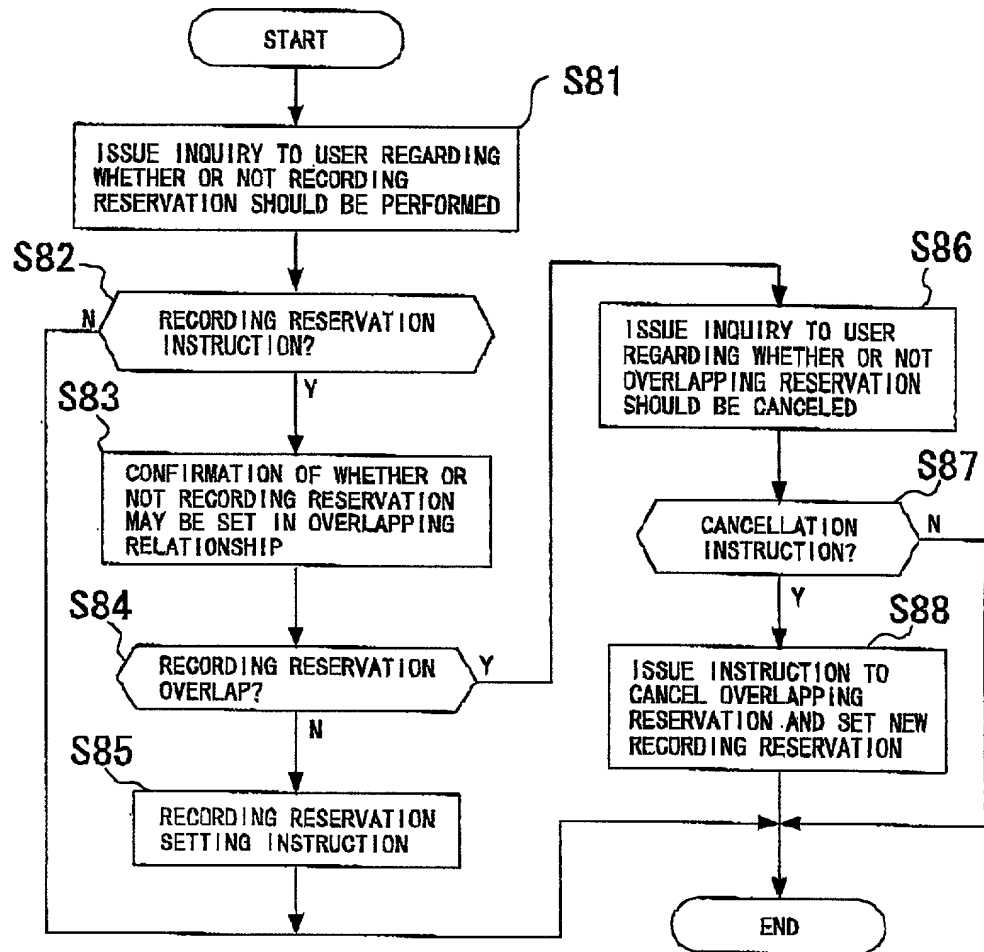 START
S81
ISSUE INQUIRY TO USER REGARDING
WHETHER OR NOT RECORDING
RESERVATION SHOULD BE PERFORMED
S82
N
RECORDING RESERVATION
INSTRUCTION?
Y
S83
CONFIRMATION OF WHETHER OR
NOT RECORDING RESERVATION
MAY BE SET IN OVERLAPPING
RELATIONSHIP
S84
RECORDING RESERVATION
OVERLAP?
Y
N
S85
RECORDING RESERVATION
SETTING INSTRUCTION
S86
ISSUE INQUIRY TO USER
REGARDING WHETHER OR NOT
OVERLAPPING RESERVATION
SHOULD BE CANCELED
S87
CANCELLATION
INSTRUCTION?
N
Y
S88
ISSUE INSTRUCTION TO
CANCEL OVERLAPPING
RESERVATION AND SET NEW
RECORDING RESERVATION
END